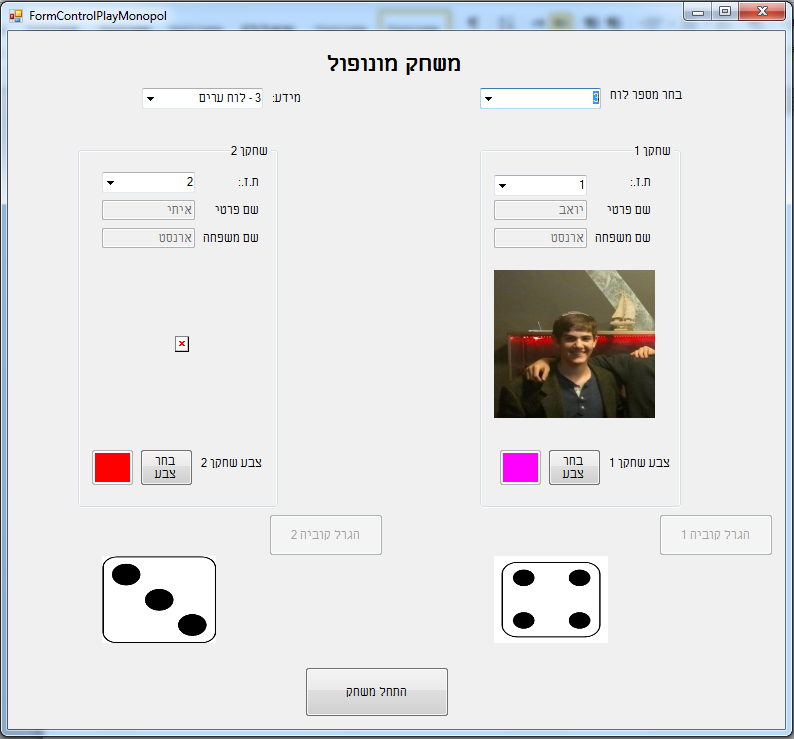 FormControlPlayMonopol
משחק מונופול
בחר מספר לוח 3
מידע: 3 - לוח ערים
שחקן 1
ת.ז.: 1
שם פרטי יואב
שם משפחה ארנסט
צבע שחקן 1
בחר
צבע
שחקן 2
ת.ז.: 2
שם פרטי איתי
שם משפחה ארנסט
צבע שחקן 2
בחר
צבע
הגרל קוביה 1
הגרל קוביה 2
התחל משחק